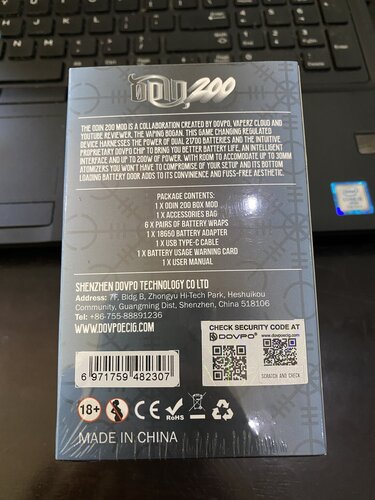 ODIN 200
THE ODIN 200 MOD IS A COLLABORATION CREATED BY DOVPO, VAPERZ CLOUD AND
YOUTUBE REVIEWER, THE VAPING BOGAN. THIS GAME CHANGING REGULATED
DEVICE HARNESSES THE POWER OF DUAL 21700 BATTERIES AND THE INTUITIVE
PROPRIETARY DOVPO CHIP TO BRING YOU BETTER BATTERY LIFE, AN INTELLIGENT
INTERFACE AND UP TO 200W OF POWER. WITH ROOM TO ACCOMODATE UP TO 30MM
ATOMIZERS YOU WON'T HAVE TO COMPROMISE OF YOUR SETUP AND ITS BOTTOM
LOADING BATTERY DOOR ADDS TO ITS CONVINIENCE AND FUSS-FREE AESTHETIC.
PACKAGE CONTENTS:
1 X ODIN 200 BOX MOD
1 X ACCESSORIES BAG
6 X PAIRS OF BATTERY WRAPS
1 X 18650 BATTERY ADAPTER
1 X USB TYPE-C CABLE
1 X BATTERY USAGE WARNING CARD
1 X USER MANUAL
SHENZHEN DOVPO TECHNOLOGY CO LTD
Address: 7F, Bldg B, Zhongyu Hi-Tech Park, Heshuikou
Community, Guangming Dist, Shenzhen, China 518106
Tel: +86-755-88891236
WWW.DOVPOECIG.COM
CHECK SECURITY CODE AT
DOVPO www.dovpoecig.com
SCRATCH AND CHECK
6 971759 482307
18+
CE
RoHS
MADE IN CHINA